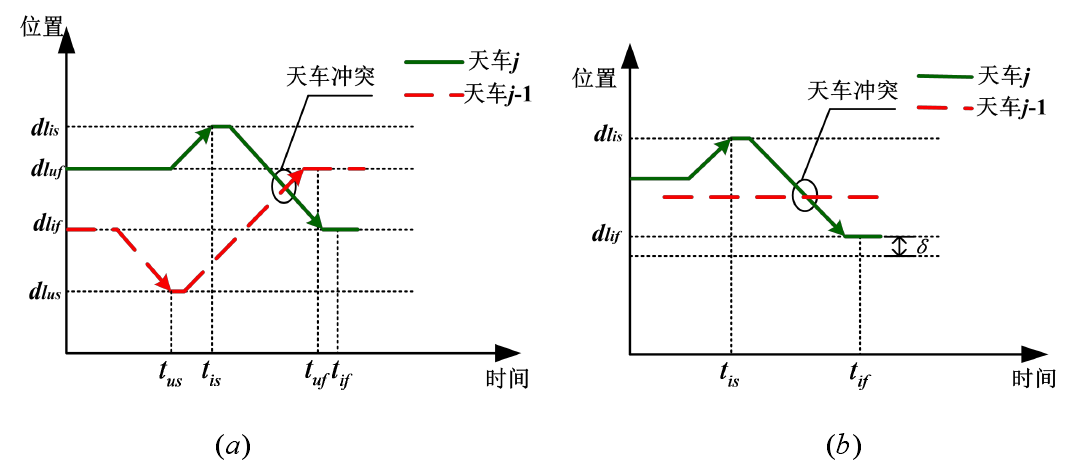 位置
天车j
天车j-1
天车冲突
dlis
dluf
dlif
dlus
tus
tis
tuf
tif
时间
(a)
位置
天车j
天车j-1
天车冲突
dlis
dlif
δ
tis
tif
时间
(b)